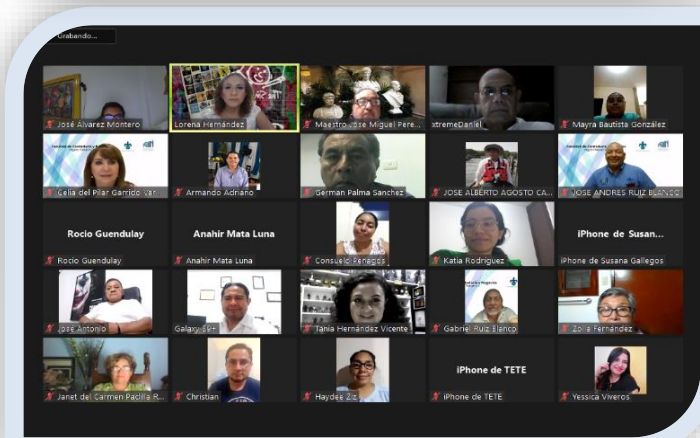 Grabando...
José Alvarez Montero
Lorena Hernández
Maestro Jose Miguel Pere...
xtremeDaniel
Mayra Bautista González
Celia del Pilar Garrido Var
Armando Adriano
German Palma Sanchez
JOSE ALBERTO AGOSTO CA...
JOSE ANDRES RUIZ BLANCO
Rocio Guendulay
Rocio Guendulay
Anahir Mata Luna
Anahir Mata Luna
Consuelo Penagos
Katia Rodriguez
iPhone de Susan...
iPhone de Susana Gallegos
José Antonio
Galaxy S9+
Tania Hernández Vicente
Gabriel Ruiz Blanco
Zoila Fernández
Janet del Carmen Padilla R...
Christian
Haydee Ziz
iPhone de TETE
iPhone de TETE
Yessica Viveros